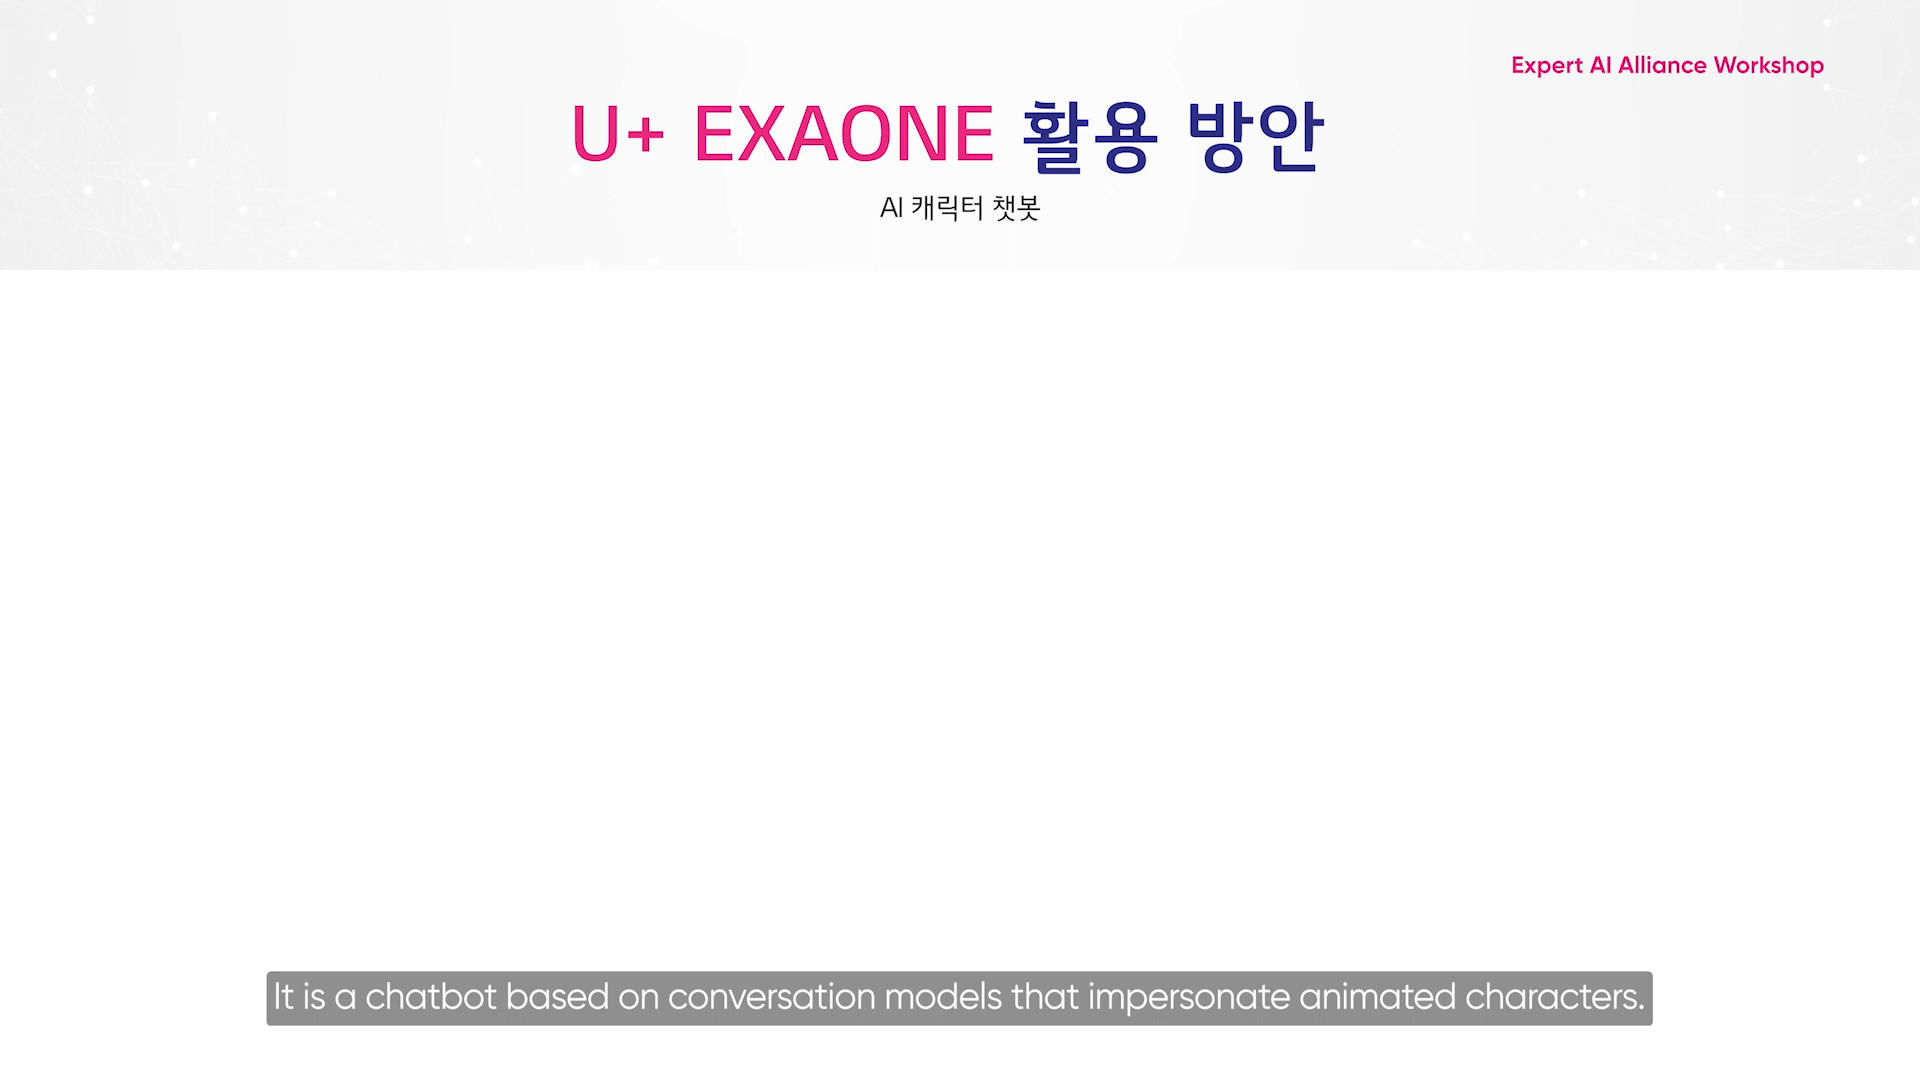 Expert AI Alliance Workshop
U+ EXAONE 활용 방안
AI 캐릭터 챗봇
It is a chatbot based on conversation models that impersonate animated characters.